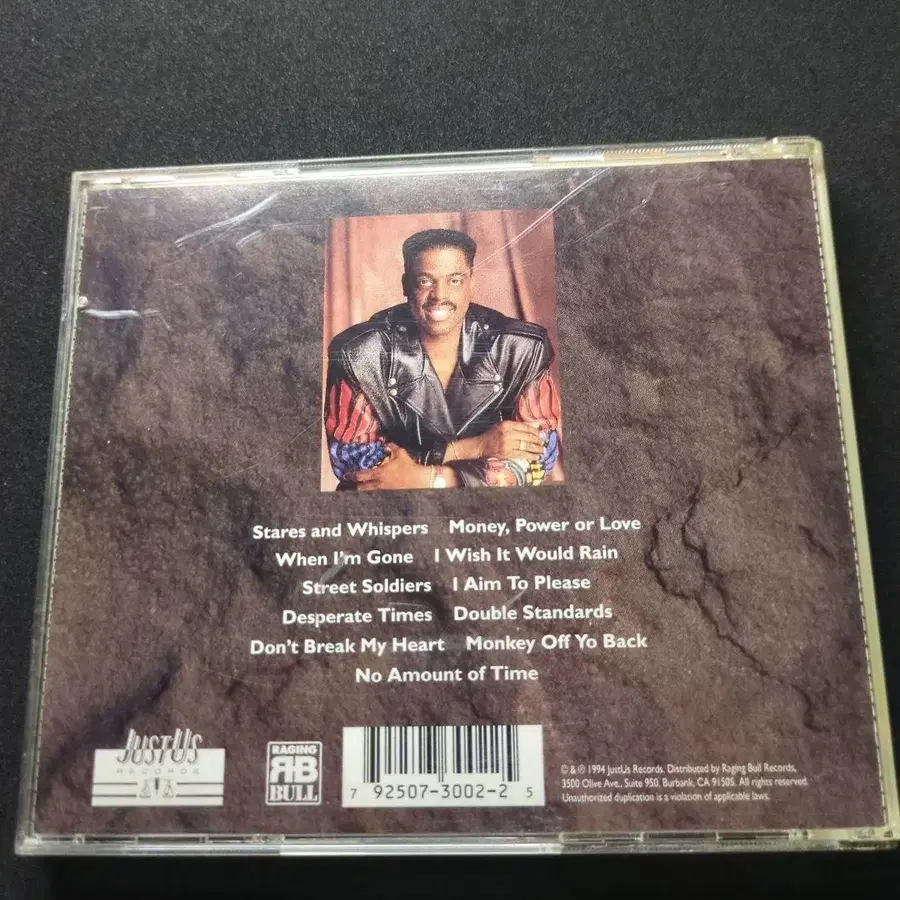 Stares and Whispers Money, Power or Love
When I'm Gone I Wish It Would Rain
Street Soldiers I Aim To Please
Desperate Times Double Standards
Don't Break My Heart Monkey Off Yo Back
No Amount of Time
JUSTUS
RECORDS
RAGING
RB
BULL
7 92507-3002-2 5
© & ℗ 1994 JustUs Records. Distributed by Raging Bull Records,
3500 Olive Ave., Suite 950, Burbank, CA 91505. All rights reserved.
Unauthorized duplication is a violation of applicable laws.